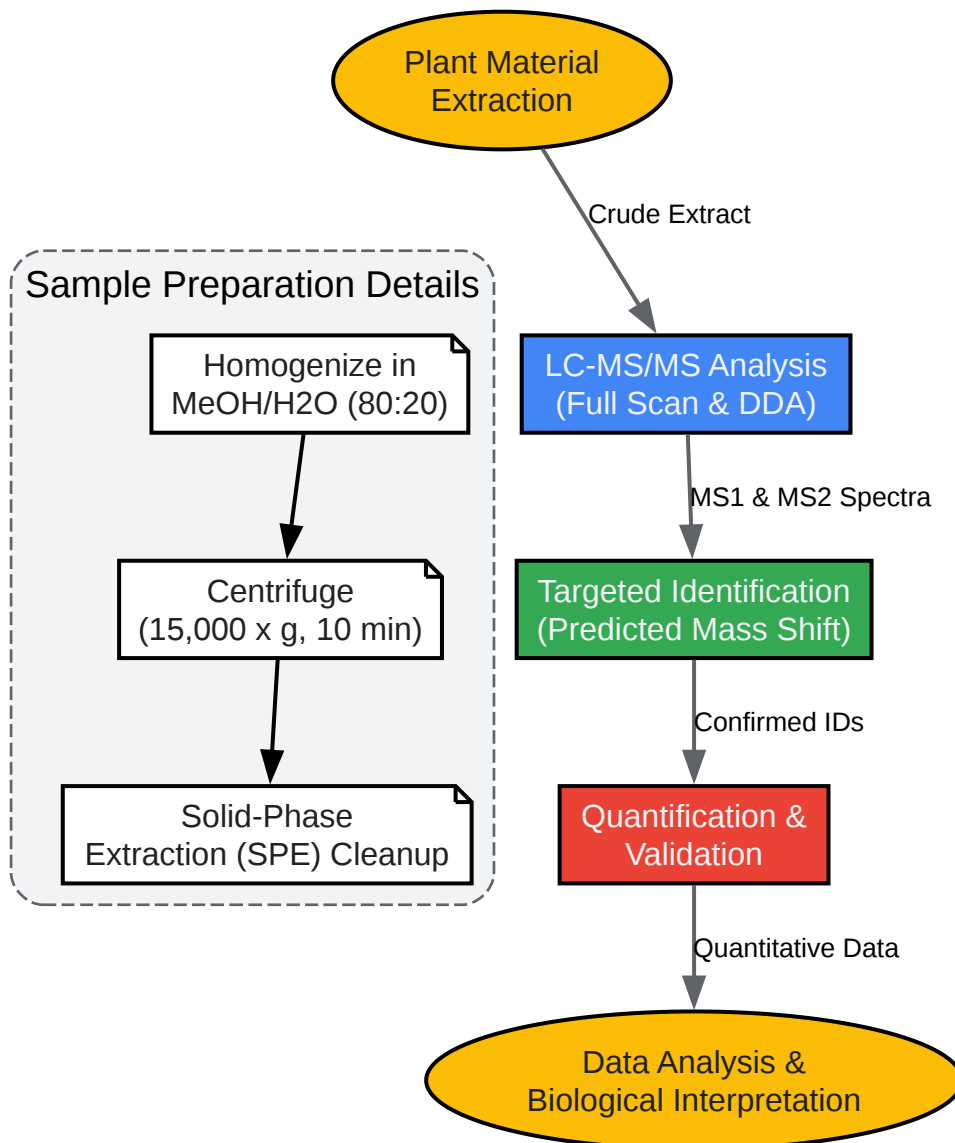 Plant Material
Extraction
Crude Extract
Sample Preparation Details
Homogenize in
MeOH/H2O (80:20)
LC-MS/MS Analysis
(Full Scan & DDA)
MS1 & MS2 Spectra
Centrifuge
(15,000 x g, 10 min)
Targeted Identification
(Predicted Mass Shift)
Confirmed IDs
Solid-Phase
Extraction (SPE) Cleanup
Quantification &
Validation
Quantitative Data
Data Analysis &
Biological Interpretation